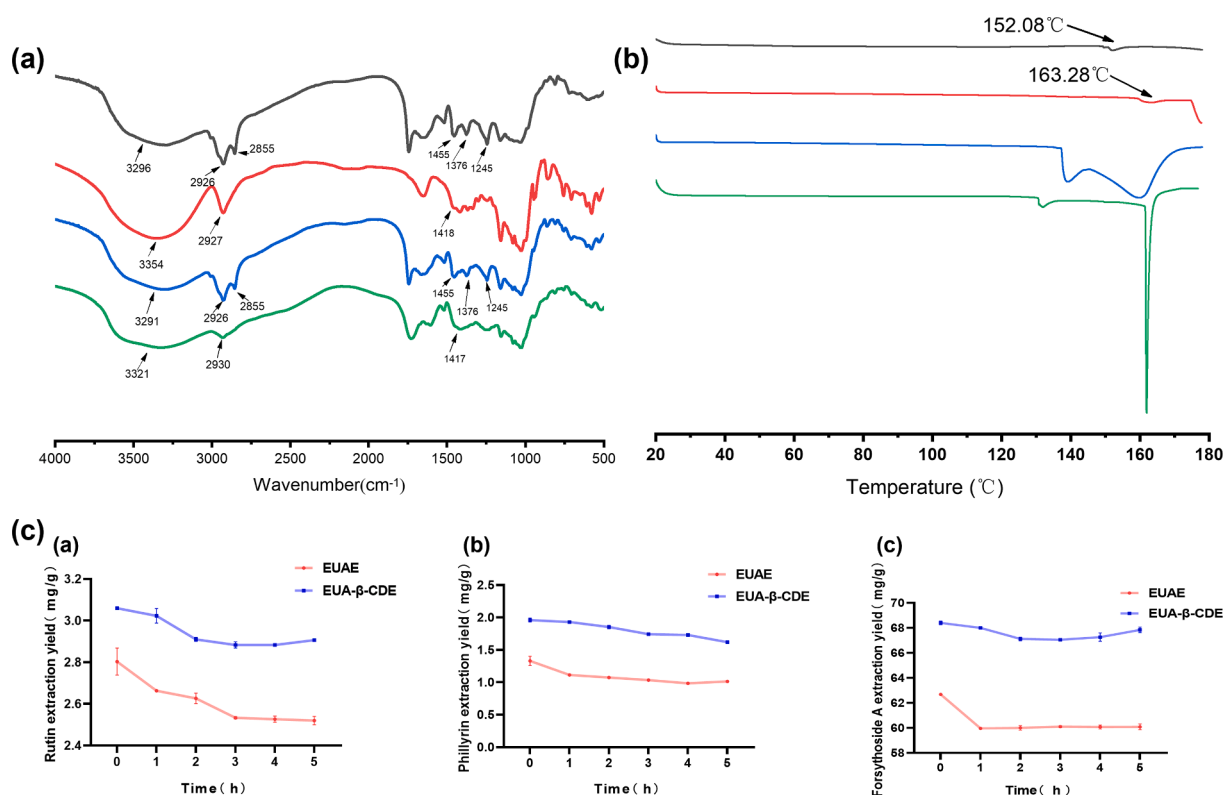 (a)
3296
2926
2855
1455
1376
1245
3354
2927
1418
3291
2926
2855
1455
1376
1245
3321
2930
1417
4000 3500 3000 2500 2000 1500 1000 500
Wavenumber(cm-1)
(b)
152.08℃
163.28℃
20 40 60 80 100 120 140 160 180
Temperature (℃)
(c)
(a)
EUAE
EUA-β-CDE
Rutin extraction yield( mg/g)
3.2
3.0
2.8
2.6
2.4
0 1 2 3 4 5
Time( h)
(b)
EUAE
EUA-β-CDE
Phillyrin extraction yield( mg/g)
2.5
2.0
1.5
1.0
0.5
0.0
0 1 2 3 4 5
Time( h)
(c)
EUAE
EUA-β-CDE
Forsythoside A extraction yield( mg/g)
70
68
66
64
62
60
58
0 1 2 3 4 5
Time( h)